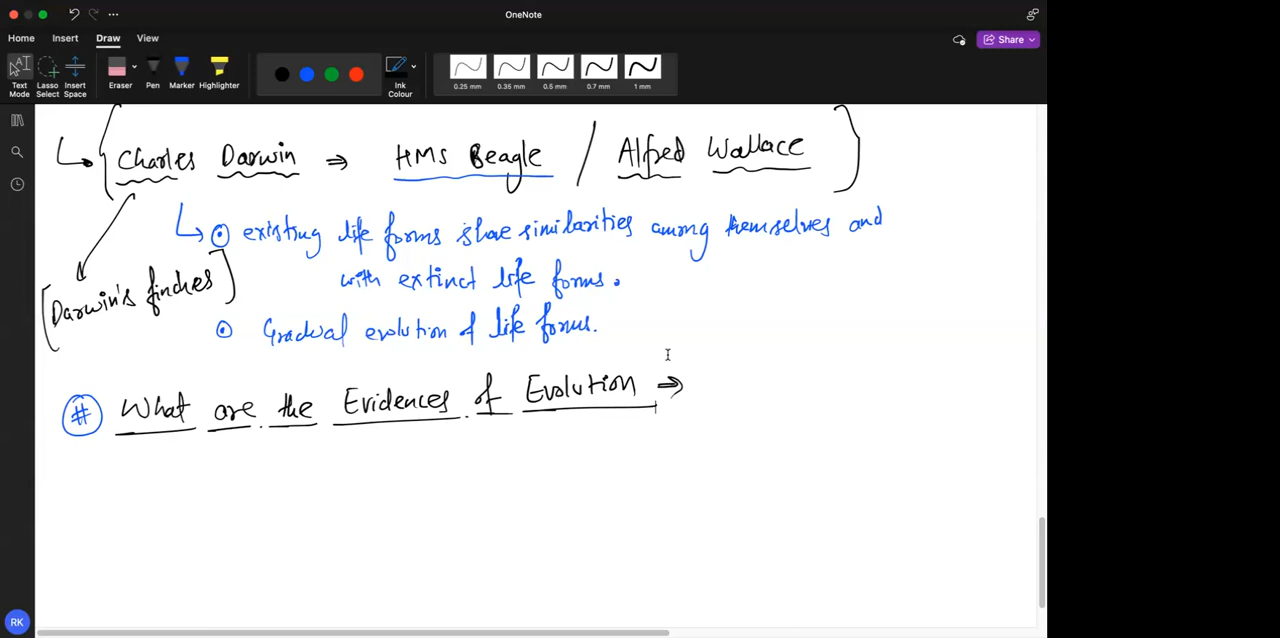 OneNote
Home Insert Draw View
Share
Text Mode Lasso Select Insert Space Eraser Pen Marker Highlighter Ink Colour 0.25 mm 0.35 mm 0.5 mm 0.7 mm 1 mm
Charles Darwin ⇒ HMS Beagle / Alfred Wallace
existing life forms share similarities among themselves and
with extinct life forms.
[Darwin's finches]
Gradual evolution of life forms.
# What are the Evidences of Evolution ⇒
RK